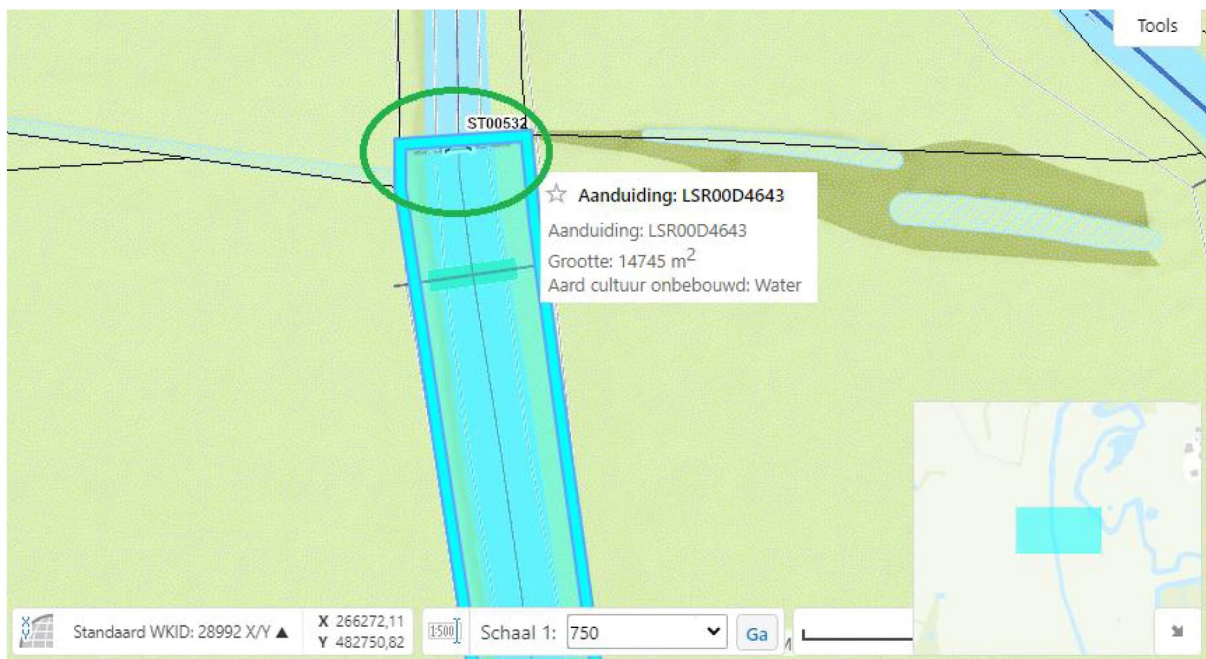 Tools
ST00532
☆ Aanduiding: LSR00D4643
Aanduiding: LSR00D4643
Grootte: 14745 m²
Aard cultuur onbebouwd: Water
X
Y
Standaard WKID: 28992 X/Y ▲
X 266272,11
Y 482750,82
1:500
Schaal 1: 750
Ga
M